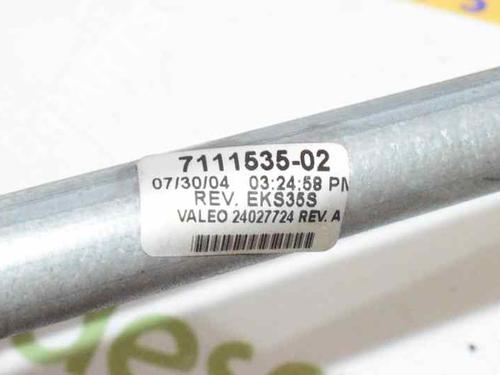 7111535-02
07/30/04 03:24:58 PM
REV. EKS35S
VALEO 24027724 REV. A